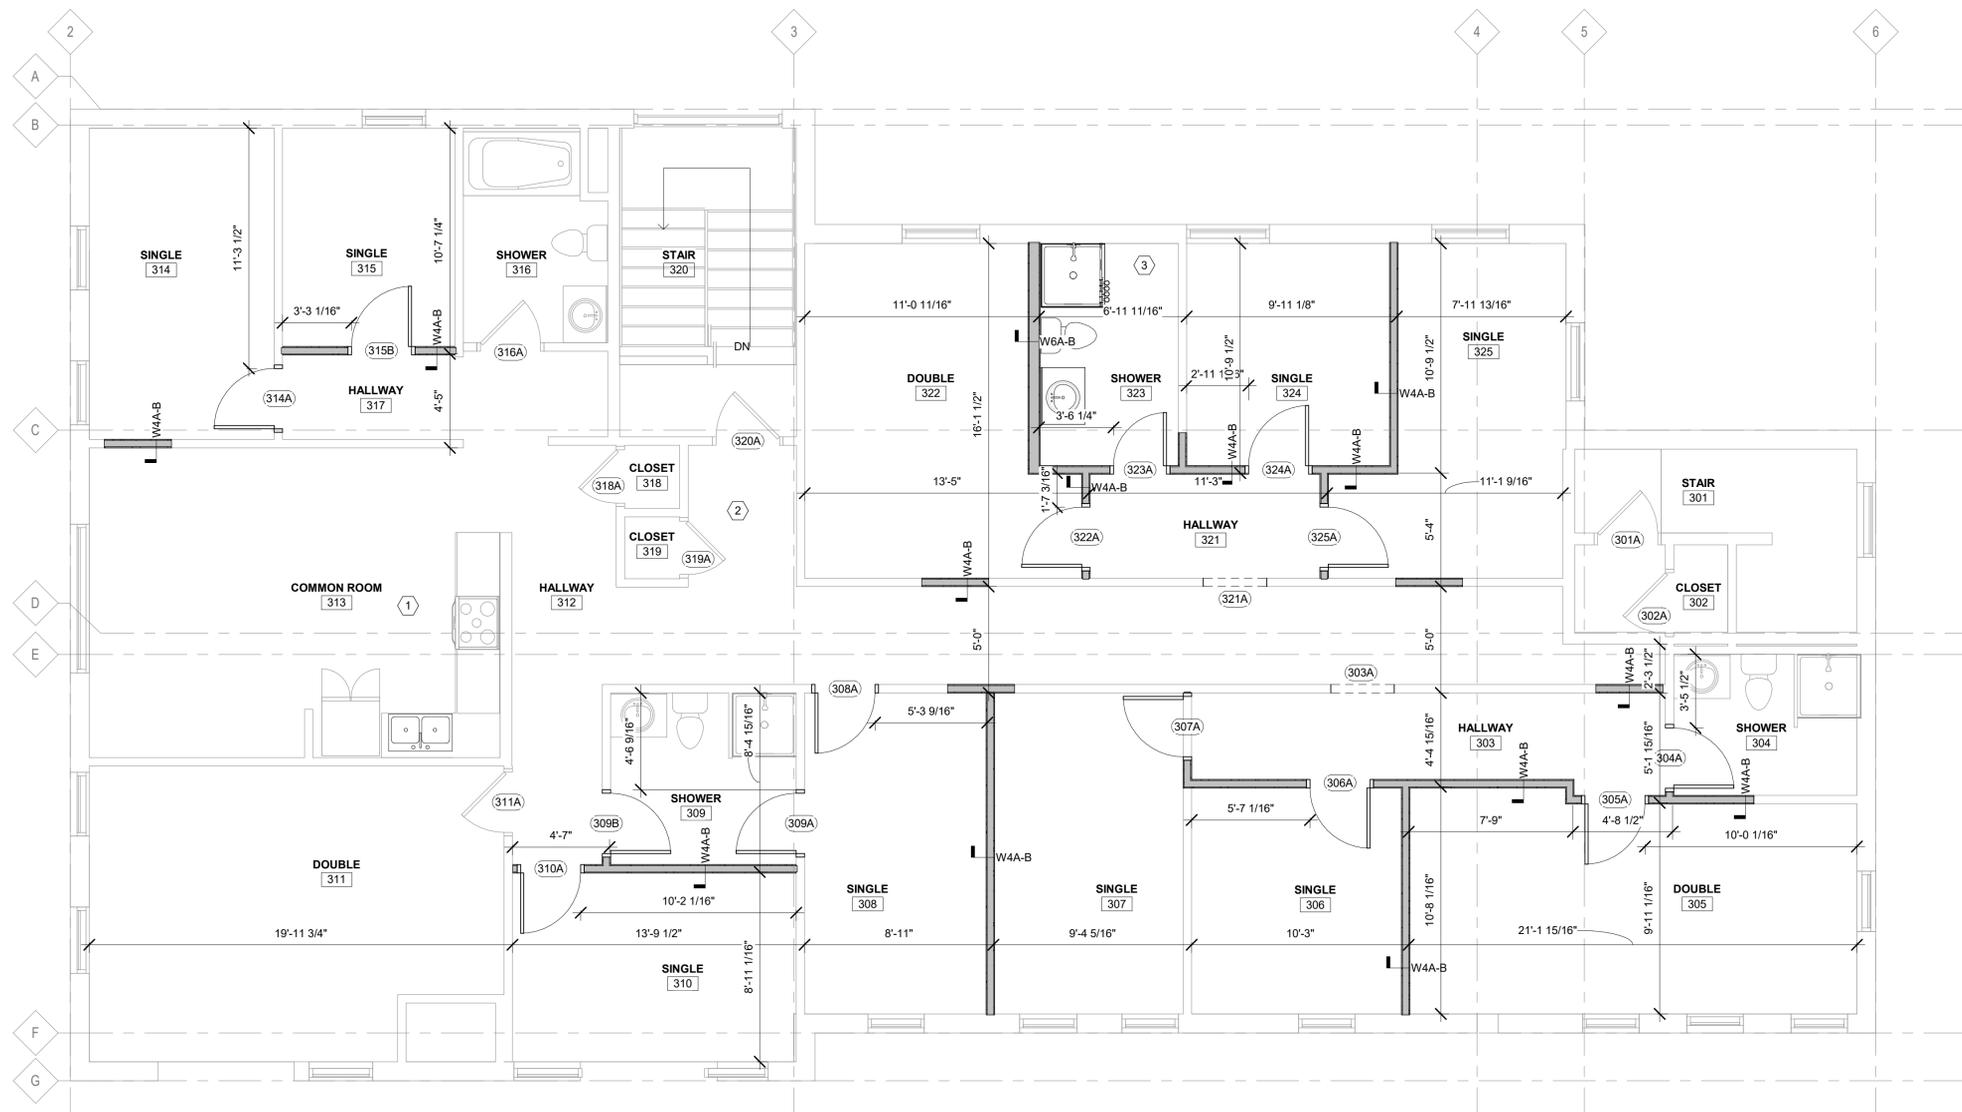 2
3
4
5
6
A
B
SINGLE
314
11'-3 1/2"
SINGLE
315
10'-7 1/4"
3'-3 1/16"
315B
W4A-B
SHOWER
316
316A
STAIR
320
DN
314A
HALLWAY
317
4'-5"
W4A-B
C
320A
11'-0 11/16"
6'-11 11/16"
9'-11 1/8"
7'-11 13/16"
3
W6A-B
DOUBLE
322
16'-1 1/2"
SHOWER
323
3'-6 1/4"
10'-9 1/2"
SINGLE
324
W4A-B
10'-9 1/2"
SINGLE
325
W4A-B
W4A-B
323A
324A
13'-5"
1'-7 3/16"
W4A-B
11'-3"
11'-1 9/16"
STAIR
301
301A
CLOSET
318
318A
2
CLOSET
319
319A
322A
HALLWAY
321
325A
5'-4"
W4A-B
321A
COMMON ROOM
313
1
HALLWAY
312
CLOSET
302
302A
D
E
5'-0"
5'-0"
303A
W4A-B
2'-3 1/2"
3'-5 1/2"
308A
5'-3 9/16"
307A
HALLWAY
303
4'-4 15/16"
5'-1 15/16"
SHOWER
304
304A
4'-6 9/16"
8'-4 15/16"
SHOWER
309
309B
309A
W4A-B
311A
4'-7"
310A
DOUBLE
311
306A
W4A-B
305A
W4A-B
5'-7 1/16"
7'-9"
4'-8 1/2"
10'-0 1/16"
W4A-B
10'-2 1/16"
SINGLE
308
SINGLE
307
SINGLE
306
10'-8 1/16"
9'-11 1/16"
DOUBLE
305
19'-11 3/4"
13'-9 1/2"
8'-11"
9'-4 5/16"
10'-3"
21'-1 15/16"
SINGLE
310
8'-11 1/16"
W4A-B
F
G